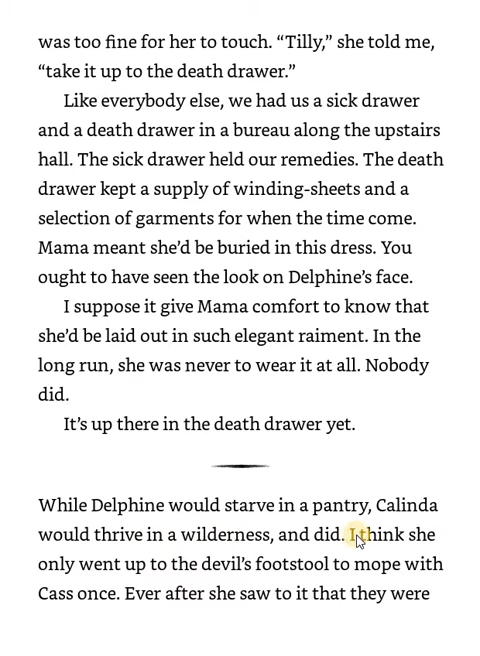 was too fine for her to touch. “Tilly,” she told me,
“take it up to the death drawer.”
Like everybody else, we had us a sick drawer
and a death drawer in a bureau along the upstairs
hall. The sick drawer held our remedies. The death
drawer kept a supply of winding-sheets and a
selection of garments for when the time come.
Mama meant she’d be buried in this dress. You
ought to have seen the look on Delphine’s face.
I suppose it give Mama comfort to know that
she’d be laid out in such elegant raiment. In the
long run, she was never to wear it at all. Nobody
did.
It’s up there in the death drawer yet.
While Delphine would starve in a pantry, Calinda
would thrive in a wilderness, and did. I think she
only went up to the devil’s footstool to mope with
Cass once. Ever after she saw to it that they were